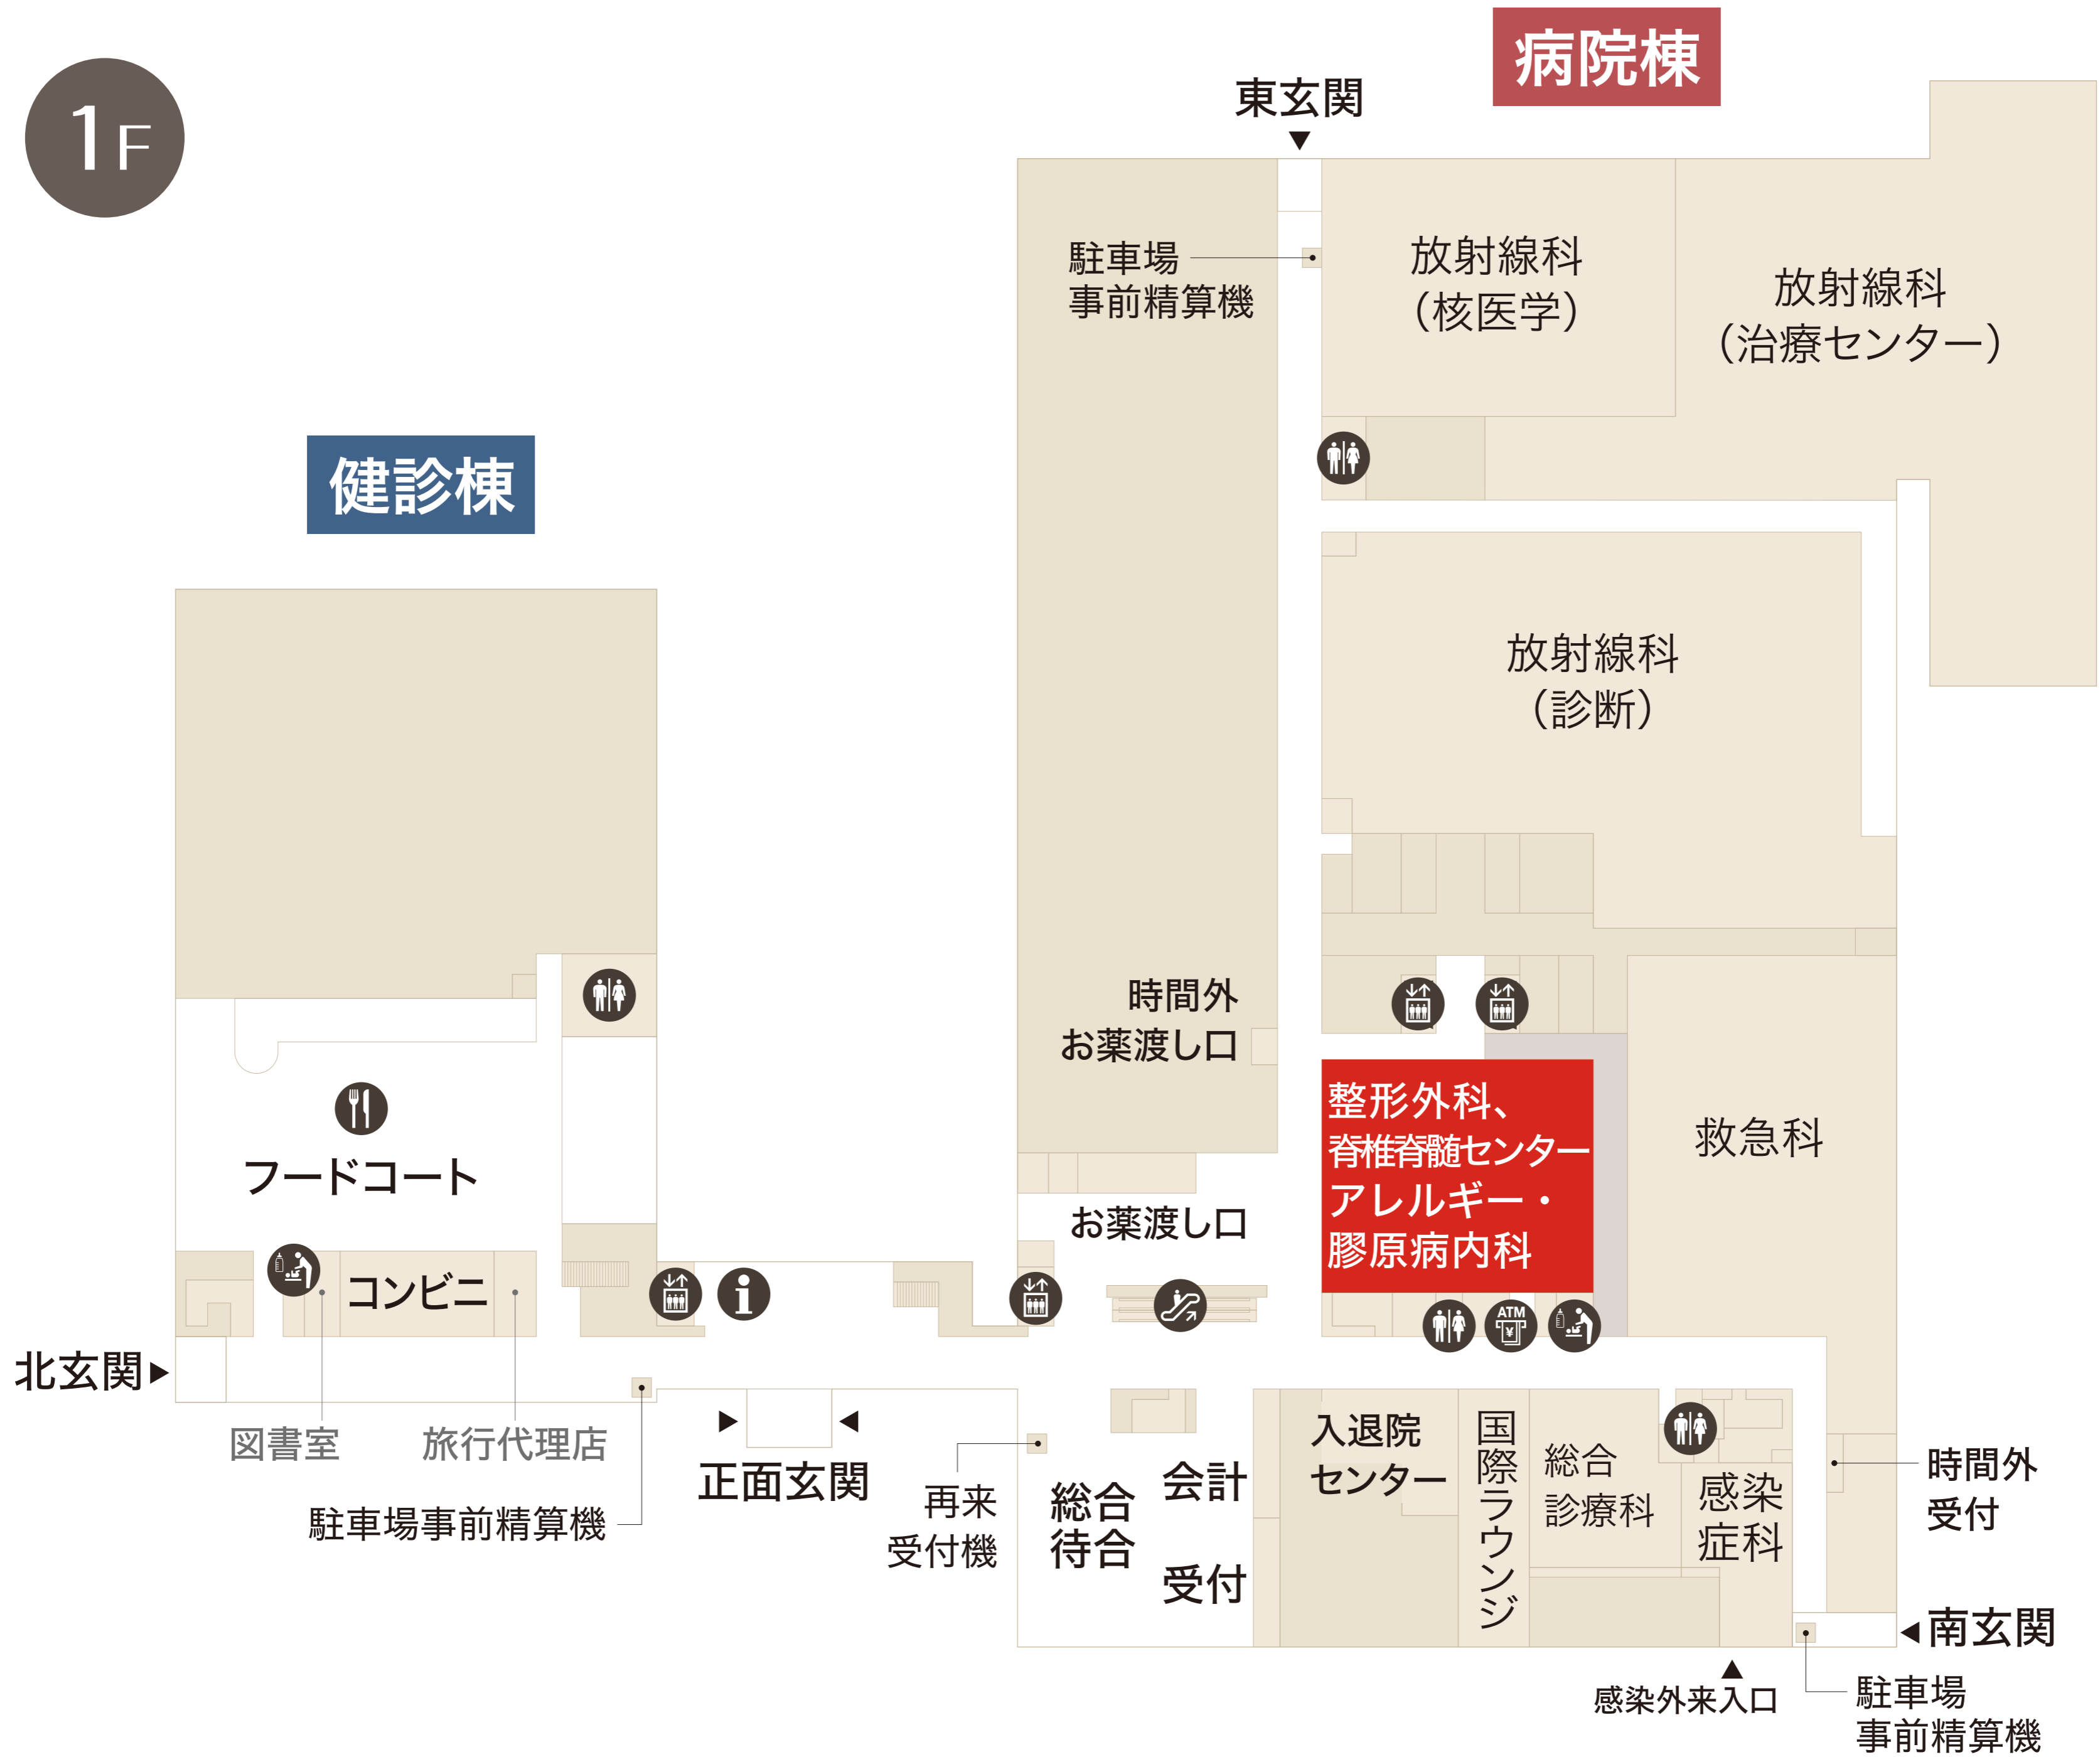 1F
病院棟
東玄関
駐車場
事前精算機
放射線科
（核医学）
放射線科
（治療センター）
健診棟
放射線科
（診断）
時間外
お薬渡し口
整形外科、
脊椎脊髄センター
アレルギー・
膠原病内科
救急科
フードコート
お薬渡し口
コンビニ
ATM
北玄関
図書室
旅行代理店
駐車場事前精算機
正面玄関
再来
受付機
総合
待合
会計
受付
入退院
センター
国際ラウンジ
総合
診療科
感染
症科
時間外
受付
南玄関
感染外来入口
駐車場
事前精算機